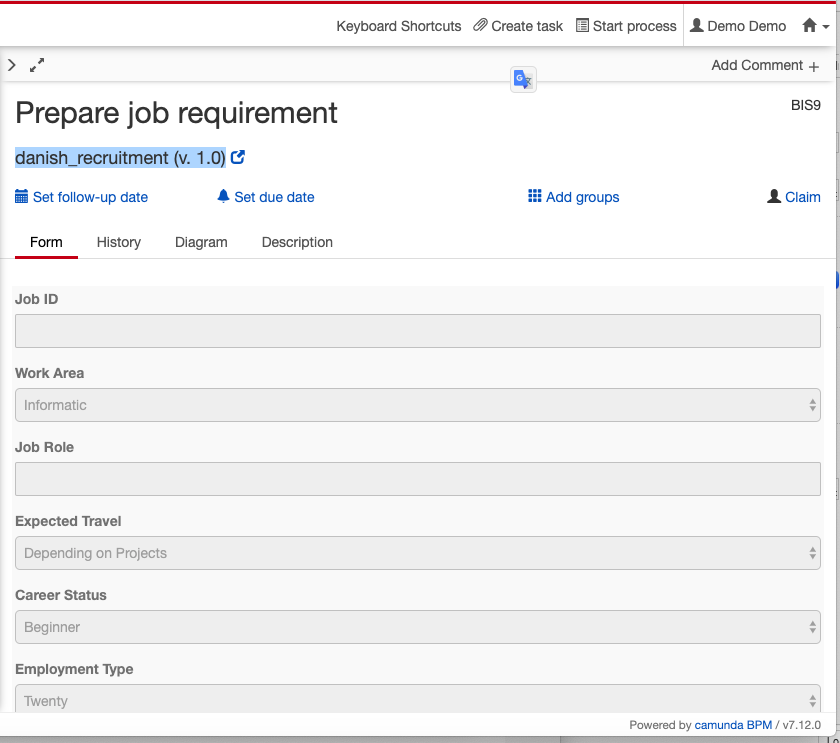 Keyboard Shortcuts Create task Start process Demo Demo
Add Comment +
Prepare job requirement
BIS9
danish_recruitment (v. 1.0)
Set follow-up date Set due date Add groups Claim
Form History Diagram Description
Job ID
Work Area
Informatic
Job Role
Expected Travel
Depending on Projects
Career Status
Beginner
Employment Type
Twenty
Powered by camunda BPM / v7.12.0